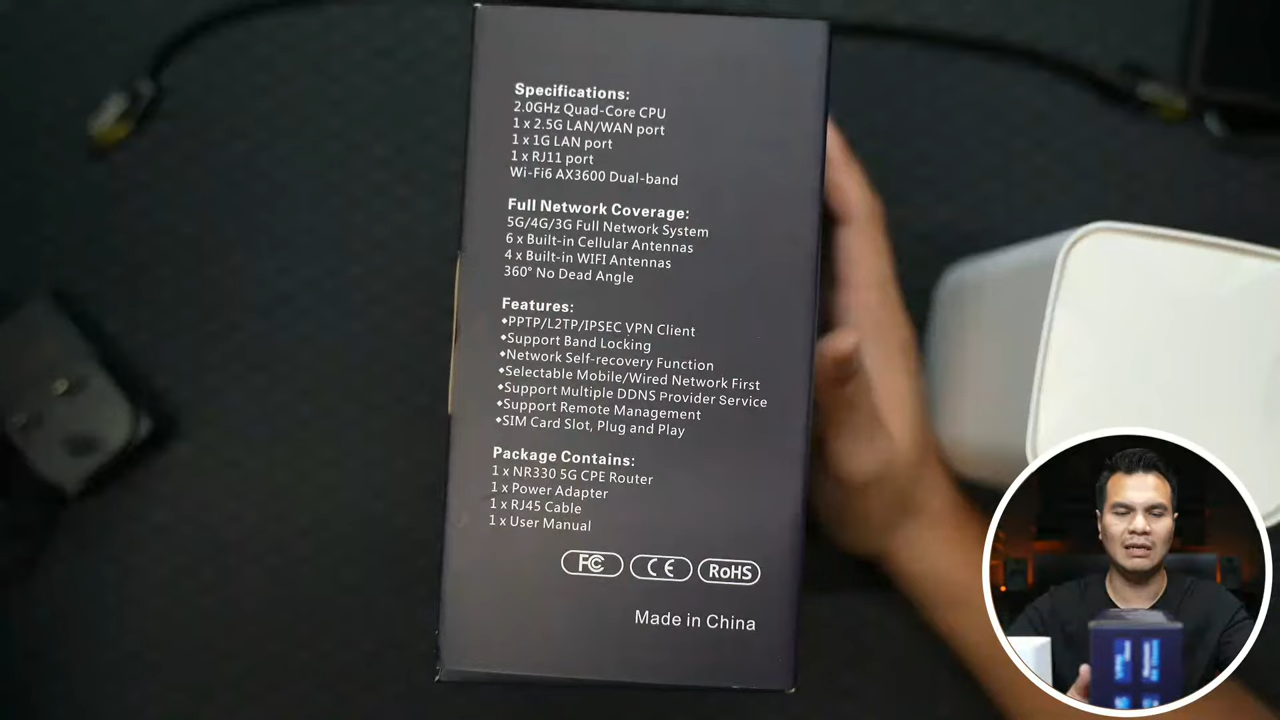 Specifications:
2.0GHz Quad-Core CPU
1 x 2.5G LAN/WAN port
1 x 1G LAN port
1 x RJ11 port
Wi-Fi6 AX3600 Dual-band
Full Network Coverage:
5G/4G/3G Full Network System
6 x Built-in Cellular Antennas
4 x Built-in WIFI Antennas
360° No Dead Angle
Features:
◆PPTP/L2TP/IPSEC VPN Client
◆Support Band Locking
◆Network Self-recovery Function
◆Selectable Mobile/Wired Network First
◆Support Multiple DDNS Provider Service
◆Support Remote Management
◆SIM Card Slot, Plug and Play
Package Contains:
1 x NR330 5G CPE Router
1 x Power Adapter
1 x RJ45 Cable
1 x User Manual
FC CE RoHS
Made in China